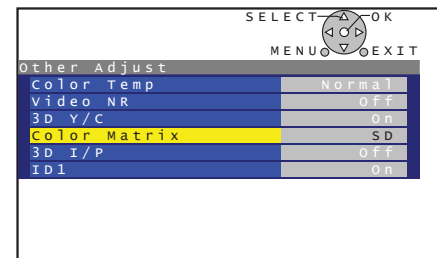 SELECT OK
MENU EXIT
Other Adjust
Color Temp Normal
Video NR Off
3D Y/C On
Color Matrix SD
3D I/P Off
ID1 On